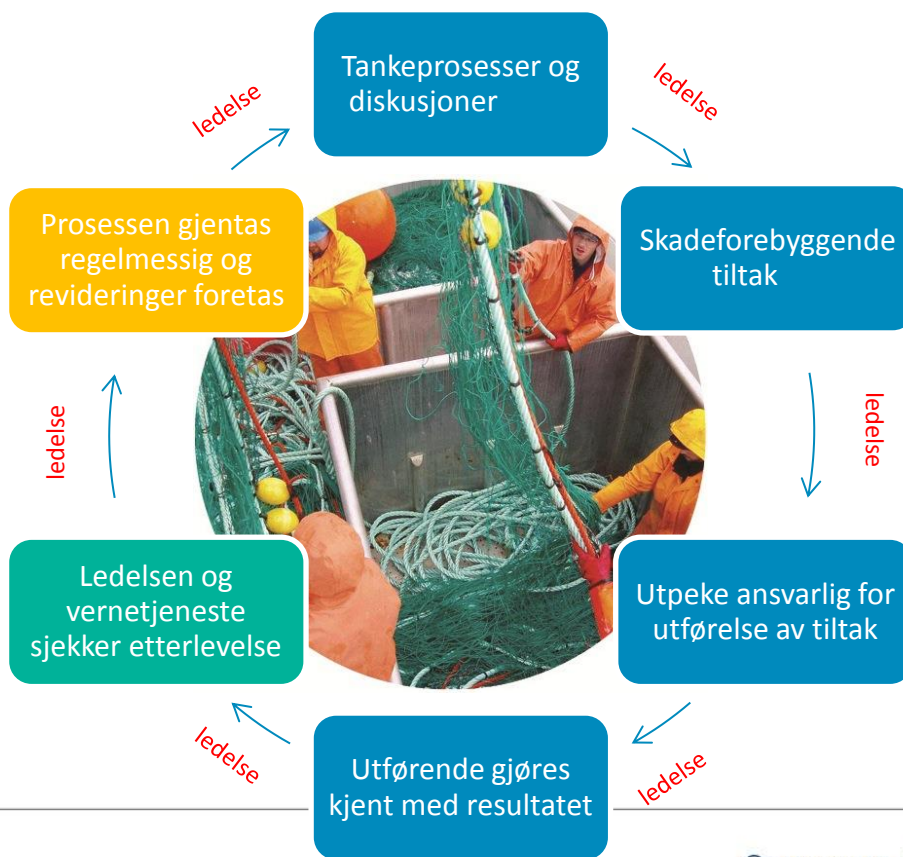 Tankeprosesser og
diskusjoner
ledelse
Skadeforebyggende
tiltak
ledelse
Utpeke ansvarlig for
utførelse av tiltak
ledelse
Utførende gjøres
kjent med resultatet
ledelse
Ledelsen og
vernetjeneste
sjekker etterlevelse
ledelse
Prosessen gjentas
regelmessig og
revideringer foretas
ledelse